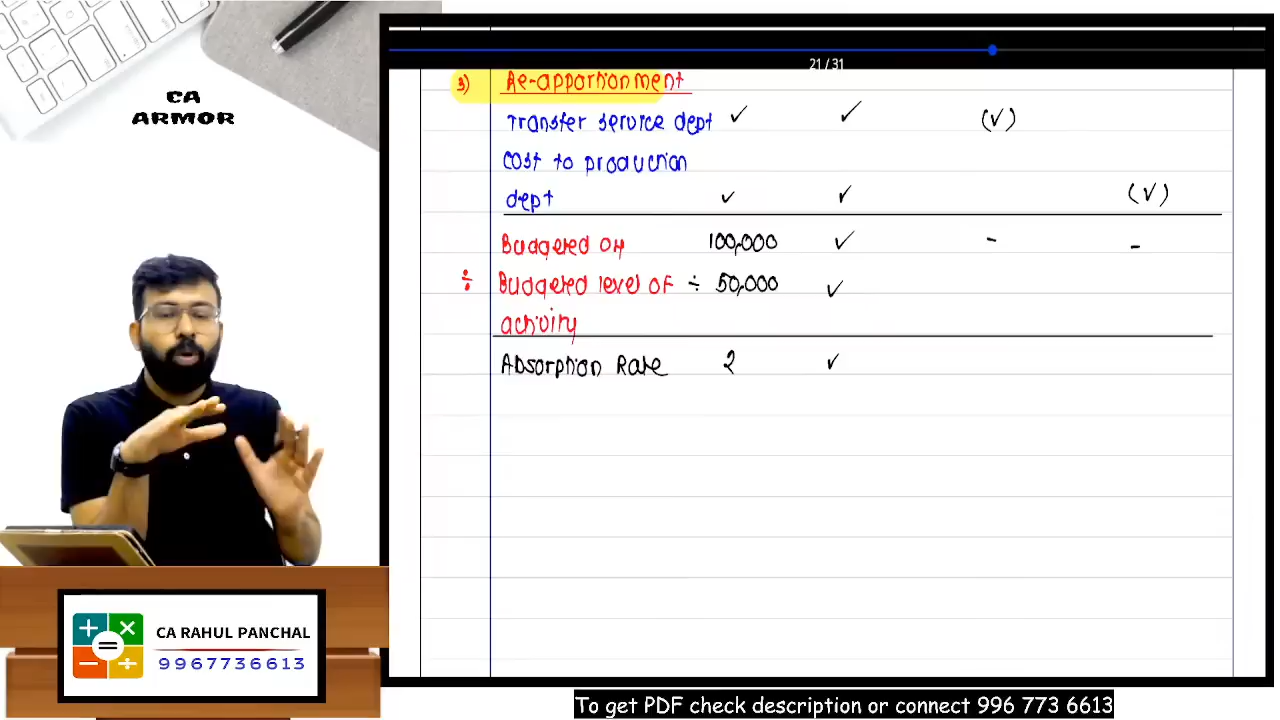 CA
ARMOR
21/31
3) Re-apportionment
Transfer service dept ✓ ✓ (✓)
cost to production
dept ✓ ✓ (✓)
Budgeted OH 100,000 ✓ - -
÷ Budgeted level of ÷ 50,000 ✓
activity
Absorption Rate 2 ✓
CA RAHUL PANCHAL
9967736613
To get PDF check description or connect 996 773 6613